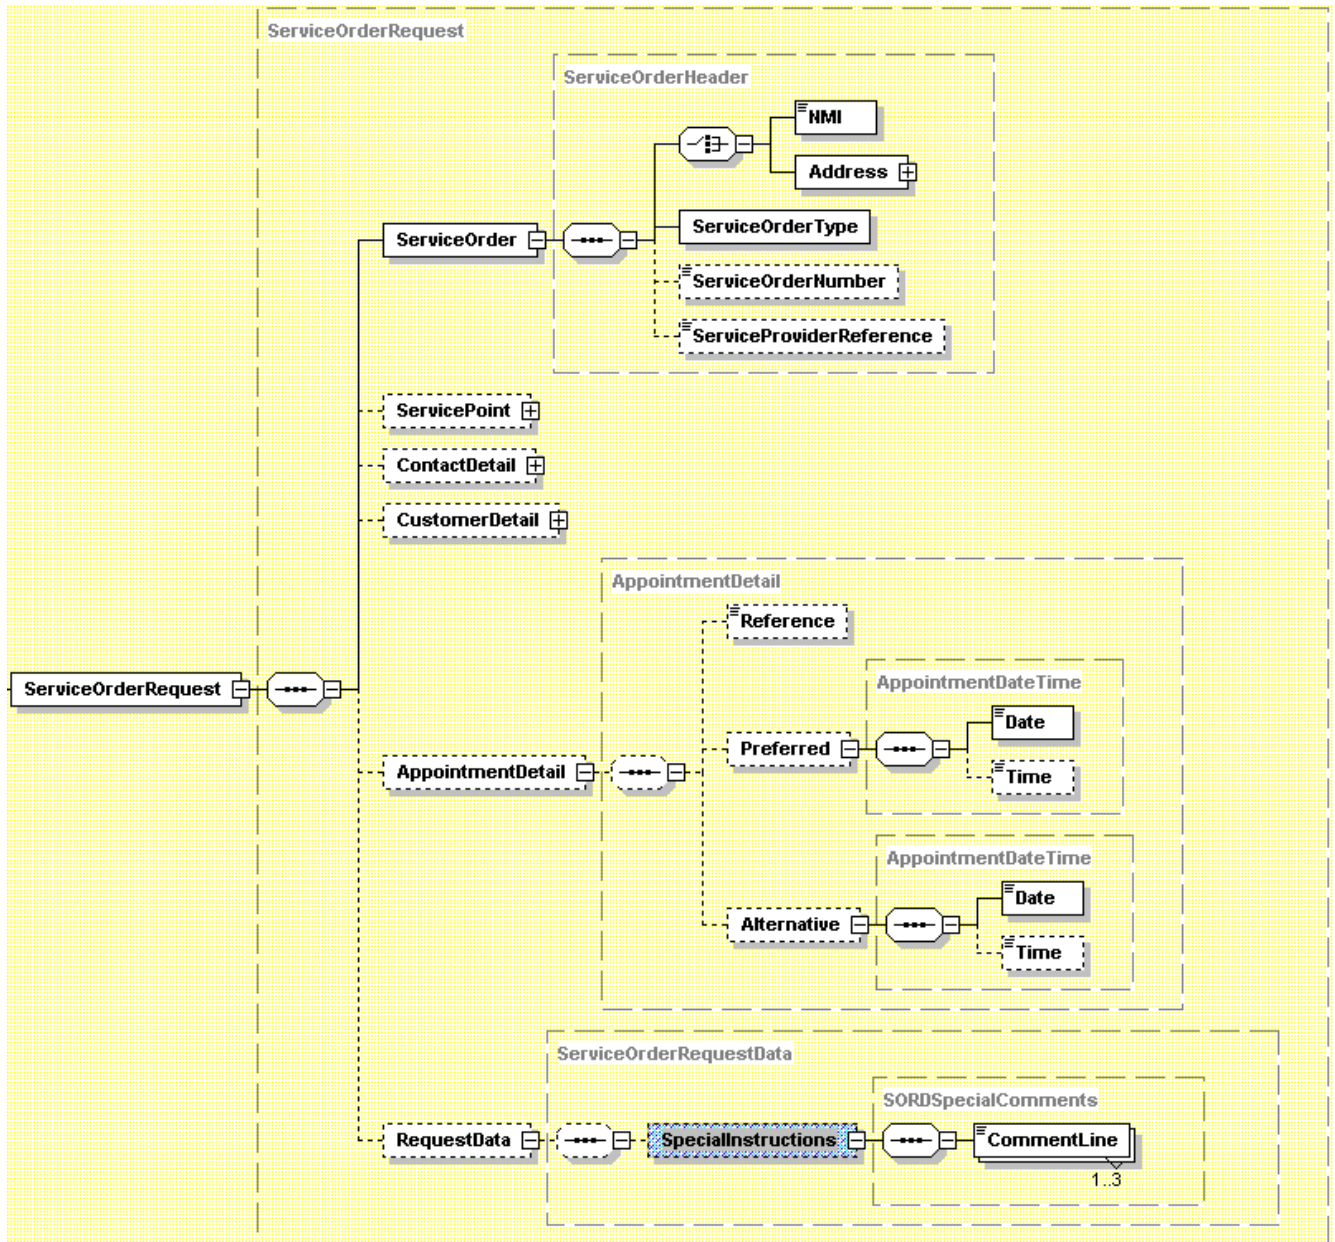 ServiceOrderRequest
ServiceOrderHeader
NMI
Address
ServiceOrder
ServiceOrderType
ServiceOrderNumber
ServiceProviderReference
ServicePoint
ContactDetail
CustomerDetail
AppointmentDetail
Reference
AppointmentDateTime
ServiceOrderRequest
Date
Preferred
AppointmentDetail
Time
AppointmentDateTime
Date
Alternative
Time
ServiceOrderRequestData
SORDSpecialComments
RequestData
SpecialInstructions
CommentLine
1..3